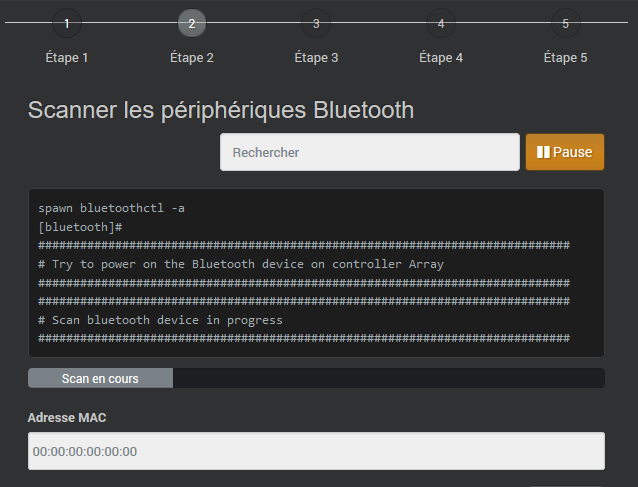 1
2
3
4
5
Étape 1
Étape 2
Étape 3
Étape 4
Étape 5
Scanner les périphériques Bluetooth
Rechercher
Pause
spawn bluetoothctl -a
[bluetooth]#
############################################################################
# Try to power on the Bluetooth device on controller Array
############################################################################
############################################################################
# Scan bluetooth device in progress
############################################################################
Scan en cours
Adresse MAC
00:00:00:00:00:00